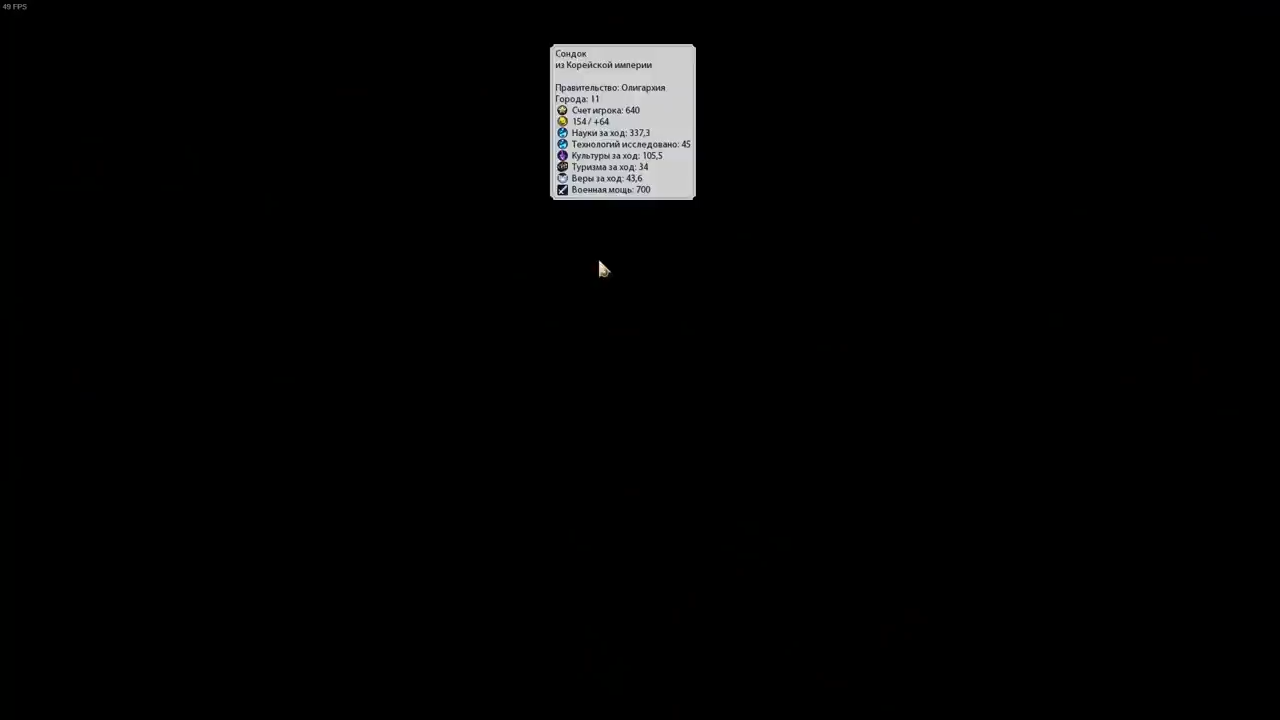 49 FPS
Сондок
из Корейской империи
Правительство: Олигархия
Города: 11
Счет игрока: 640
154 / +64
Науки за ход: 337,3
Технологий исследовано: 45
Культуры за ход: 105,5
Туризма за ход: 34
Веры за ход: 43,6
Военная мощь: 700